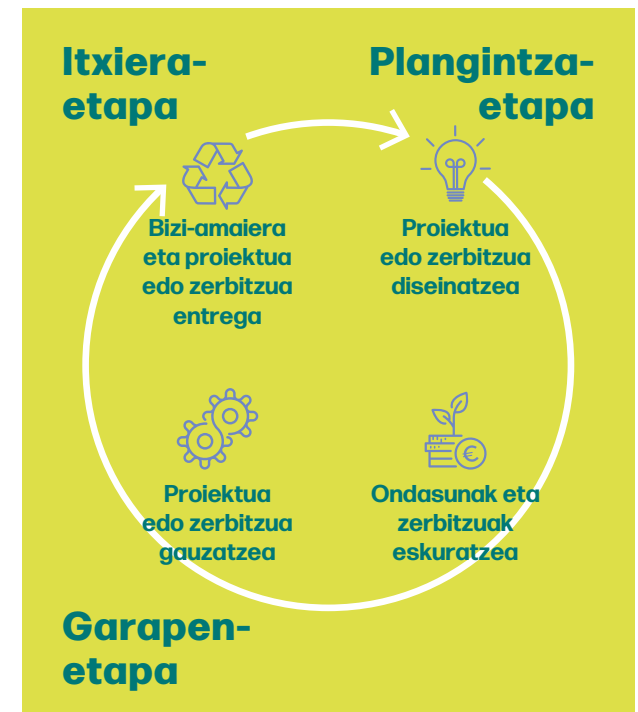 Itxiera-
etapa
Plangintza-
etapa
Bizi-amaiera
eta proiektua
edo zerbitzua
entrega
Proiektua
edo zerbitzua
diseinatzea
Proiektua
edo zerbitzua
gauzatzea
Ondasunak eta
zerbitzuak
eskuratzea
€
Garapen-
etapa